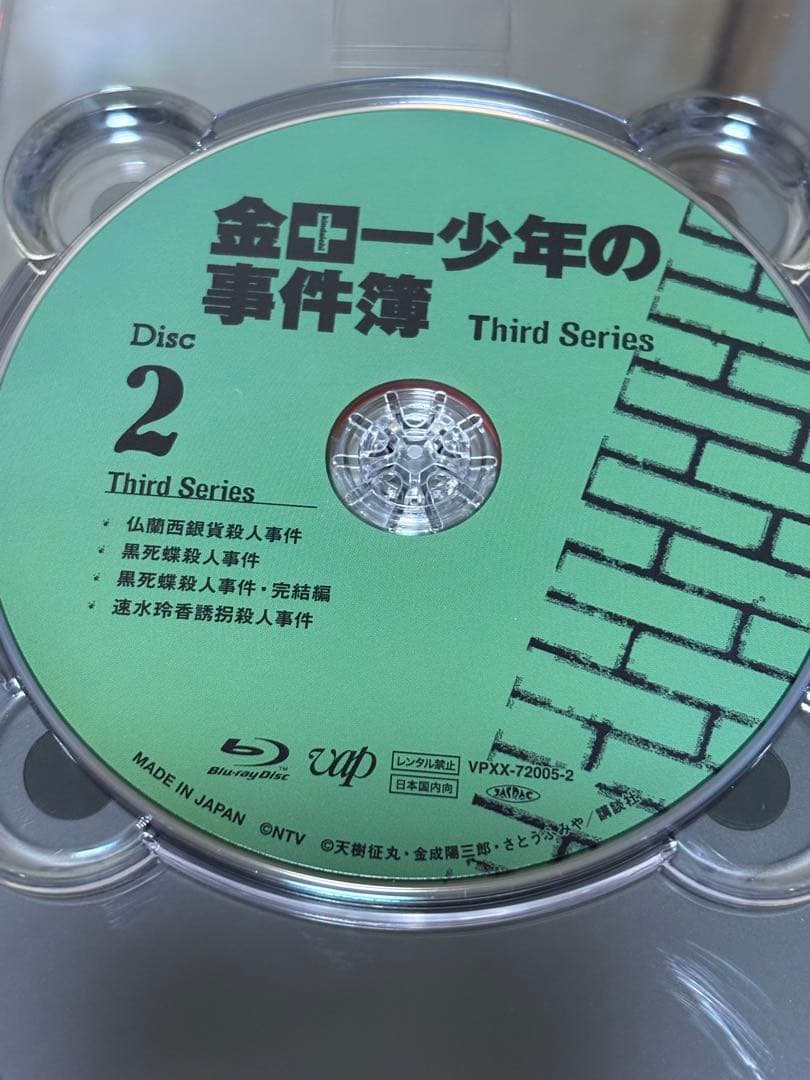 金田一少年の
事件簿 Third Series
Disc
2
Third Series
仏蘭西銀貨殺人事件
黒死蝶殺人事件
黒死蝶殺人事件・完結編
速水玲香誘拐殺人事件
Blu-ray Disc TM
vap
レンタル禁止
日本国内向
VPXX-72005-2
JASRAC
MADE IN JAPAN ©NTV ©天樹征丸・金成陽三郎・さとうふみや/講談社